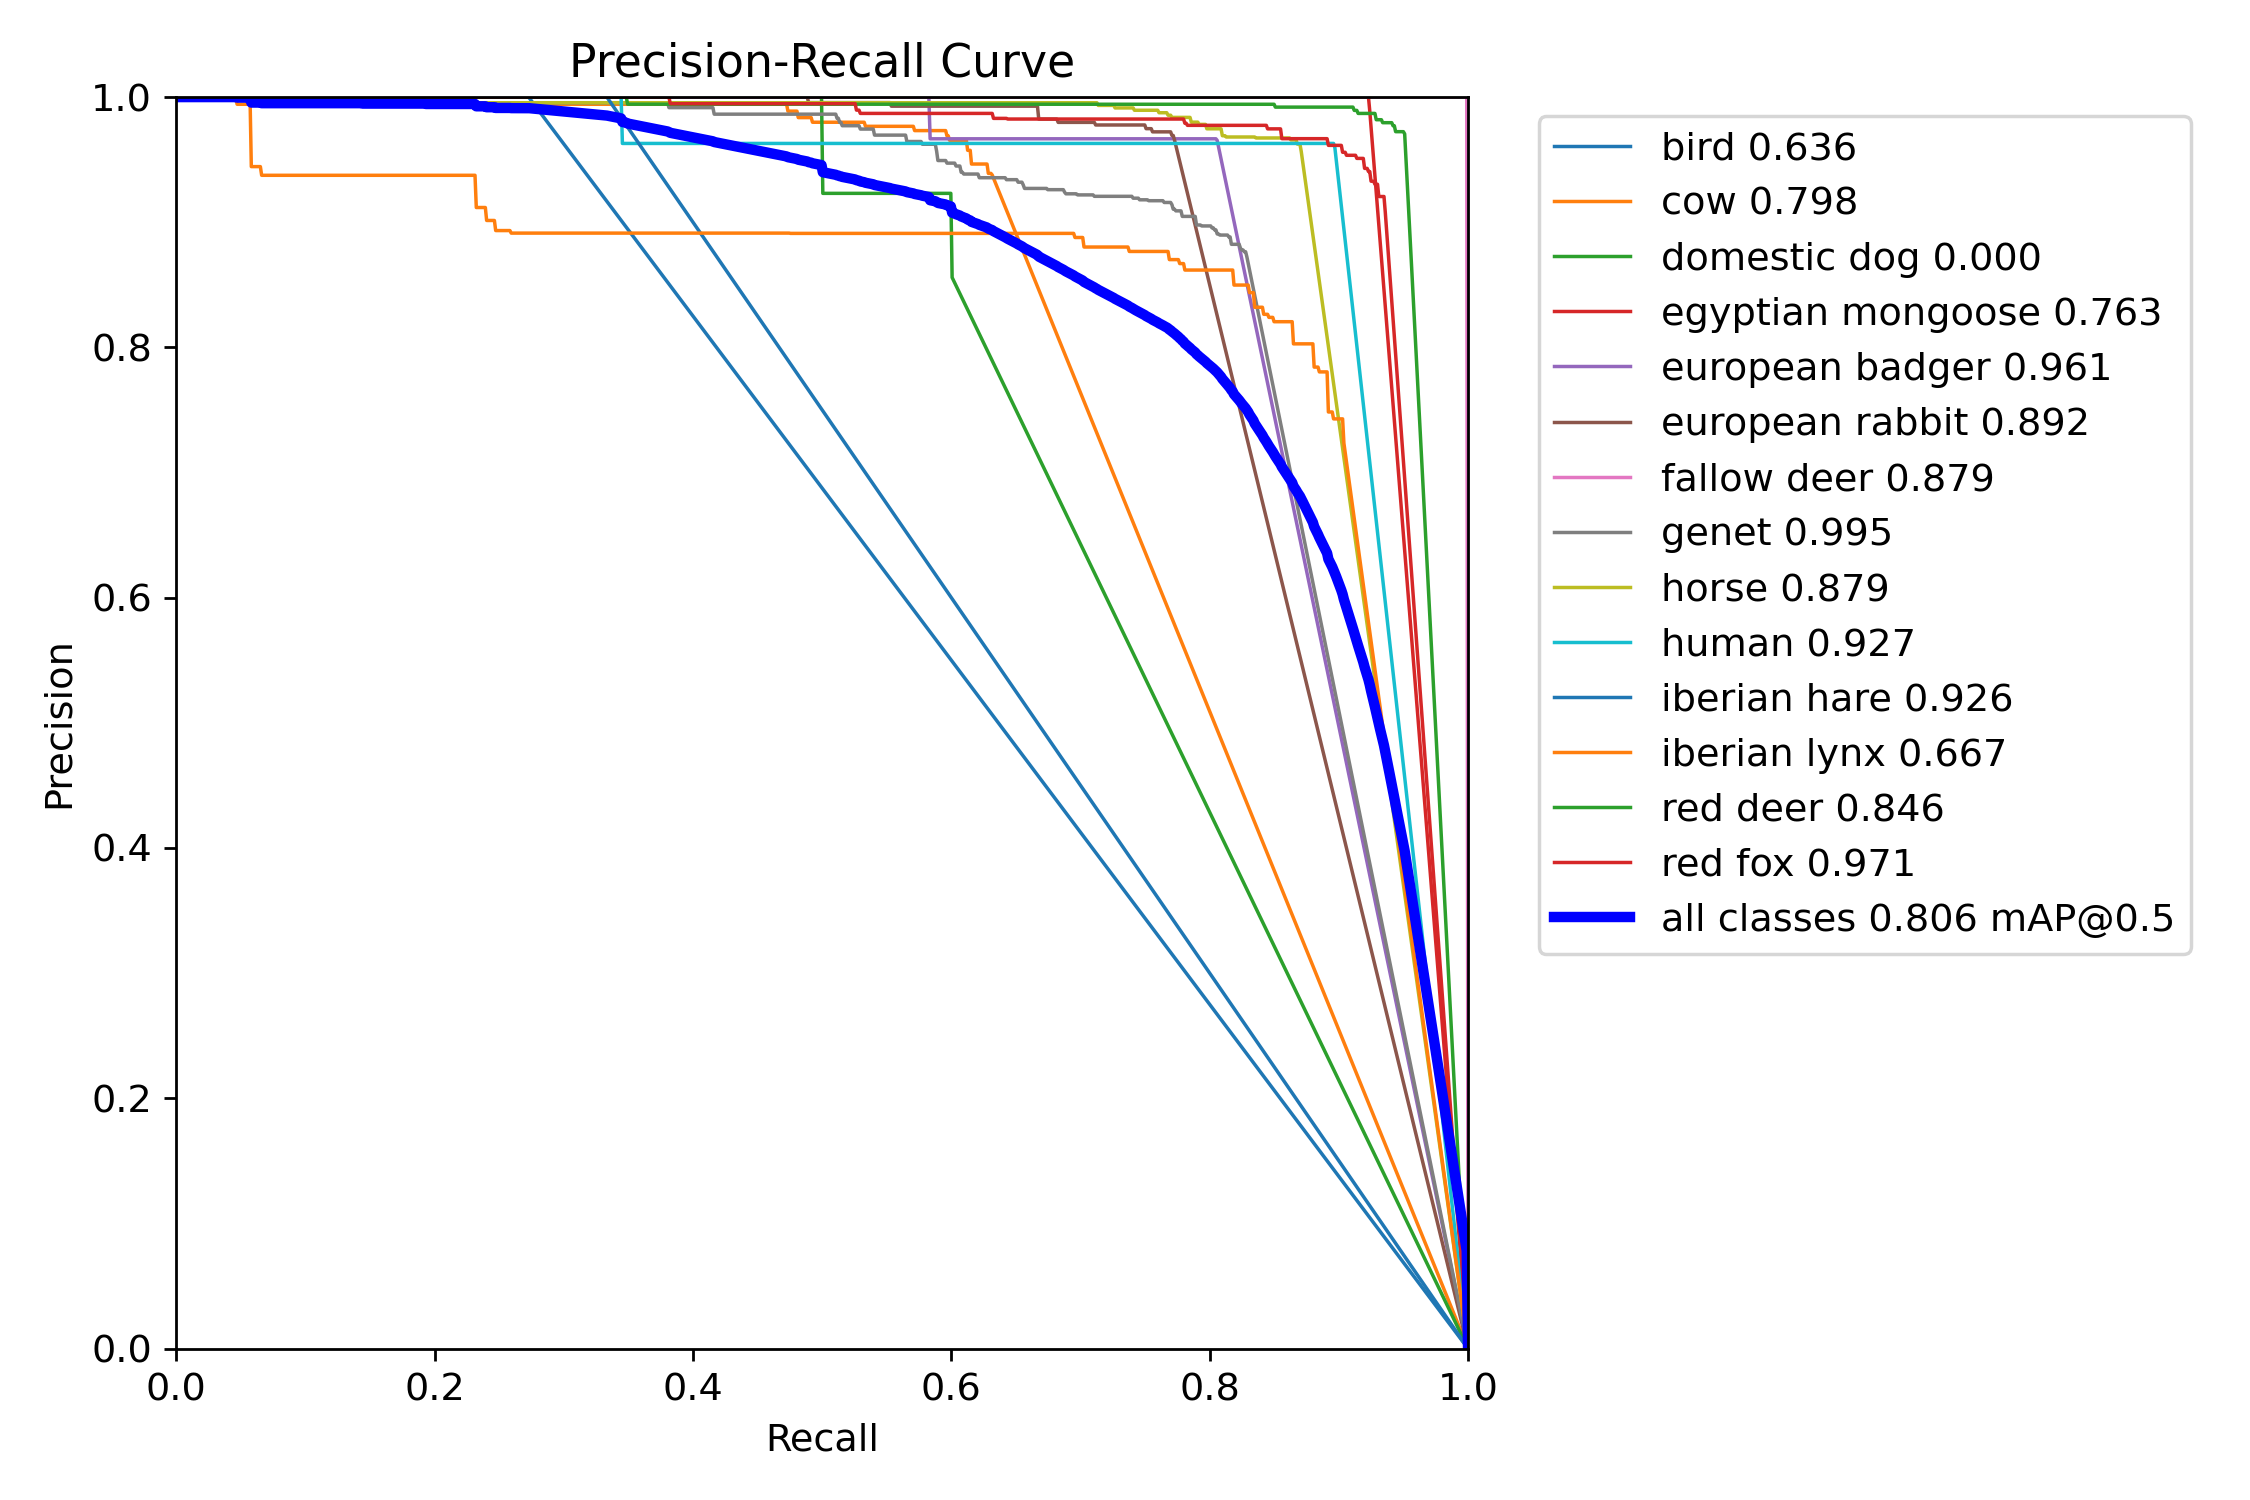 Precision-Recall Curve
1.0
0.8
0.6
0.4
0.2
0.0
Precision
0.0 0.2 0.4 0.6 0.8 1.0
Recall
bird 0.636
cow 0.798
domestic dog 0.000
egyptian mongoose 0.763
european badger 0.961
european rabbit 0.892
fallow deer 0.879
genet 0.995
horse 0.879
human 0.927
iberian hare 0.926
iberian lynx 0.667
red deer 0.846
red fox 0.971
all classes 0.806 mAP@0.5